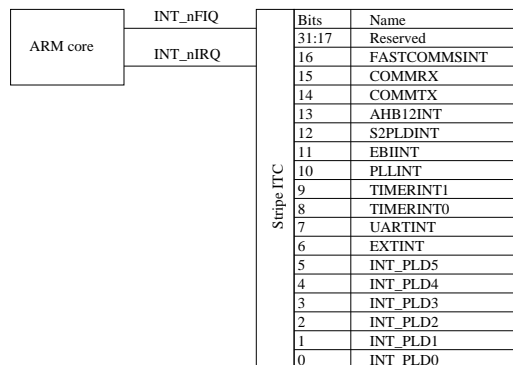 INT_nFIQ
ARM core
INT_nIRQ
Stripe ITC
Bits Name
31:17 Reserved
16 FASTCOMMSINT
15 COMMRX
14 COMMTX
13 AHB12INT
12 S2PLDINT
11 EBIINT
10 PLLINT
9 TIMERINT1
8 TIMERINT0
7 UARTINT
6 EXTINT
5 INT_PLD5
4 INT_PLD4
3 INT_PLD3
2 INT_PLD2
1 INT_PLD1
0 INT_PLD0